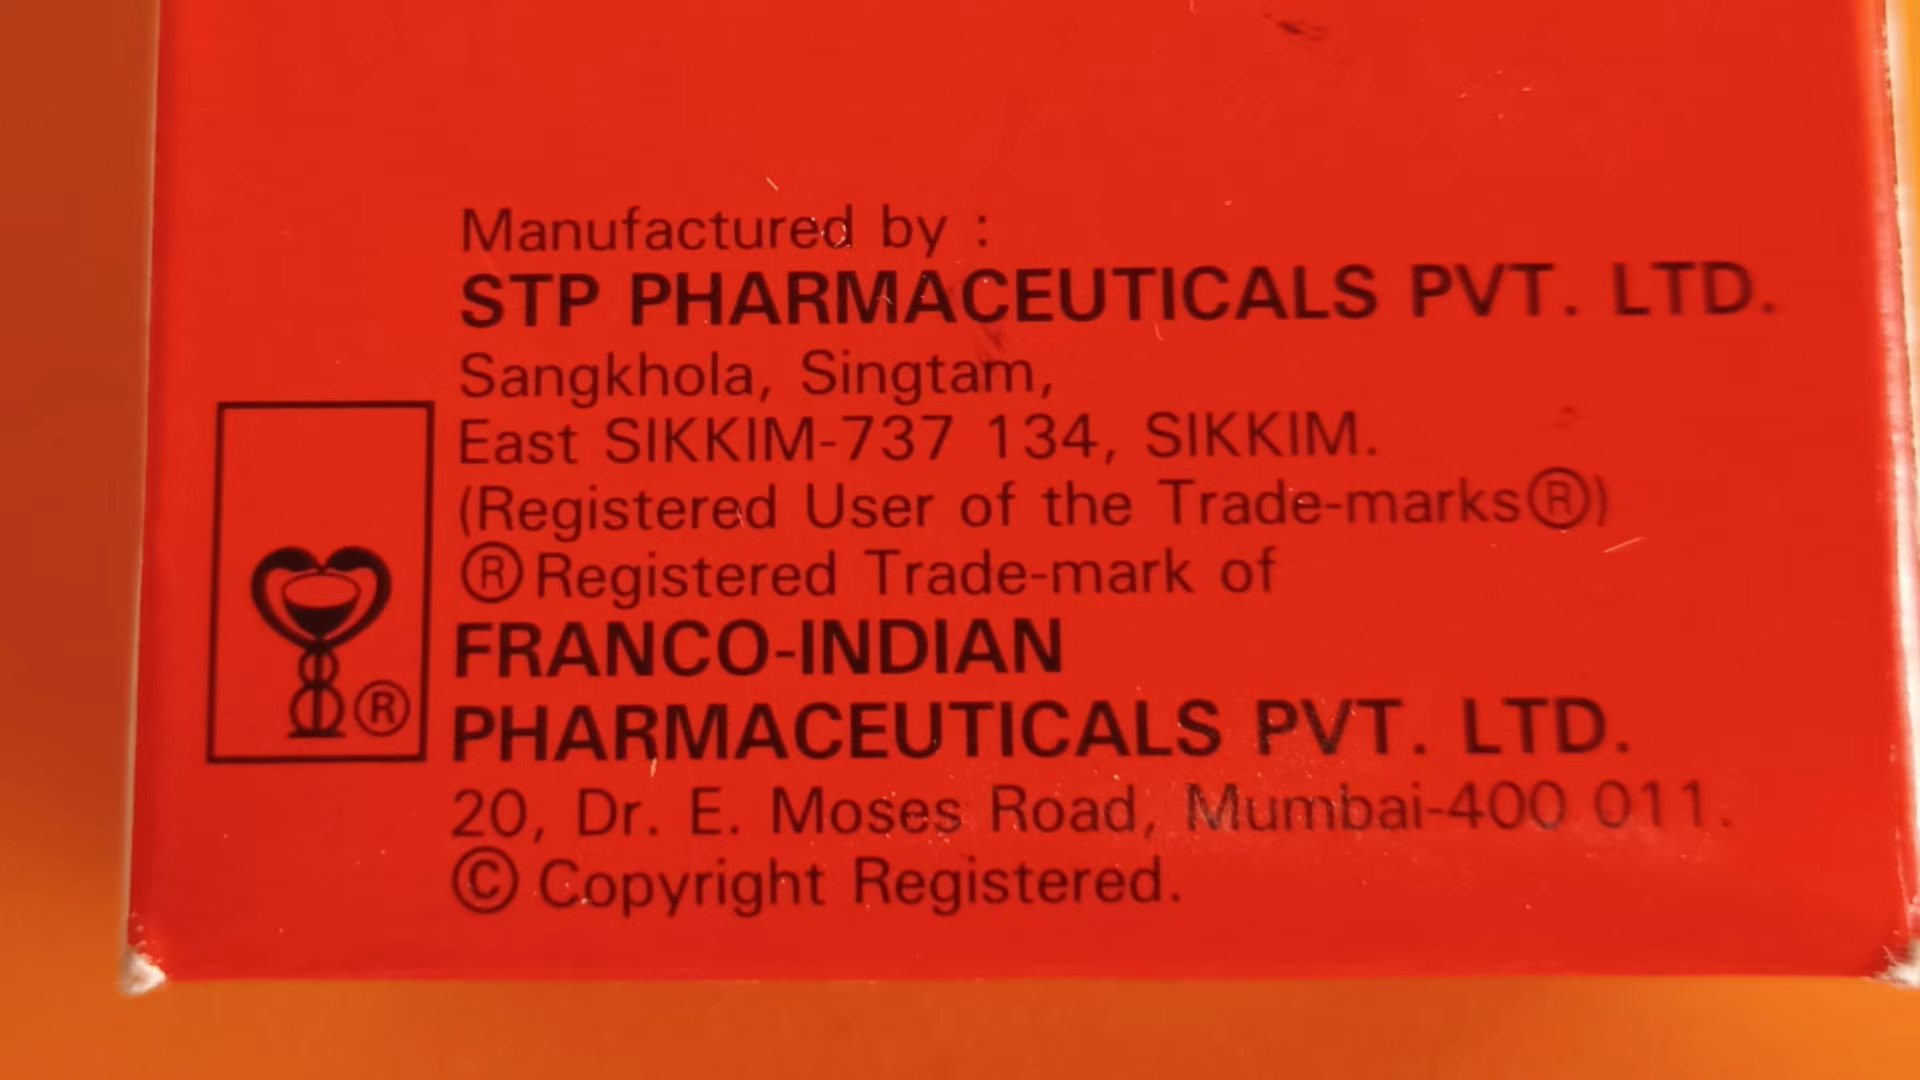 Manufactured by :
STP PHARMACEUTICALS PVT. LTD.
Sangkhola, Singtam,
East SIKKIM-737 134, SIKKIM.
(Registered User of the Trade-marks®)
®Registered Trade-mark of
FRANCO-INDIAN
PHARMACEUTICALS PVT. LTD.
20, Dr. E. Moses Road, Mumbai-400 011.
© Copyright Registered.
®